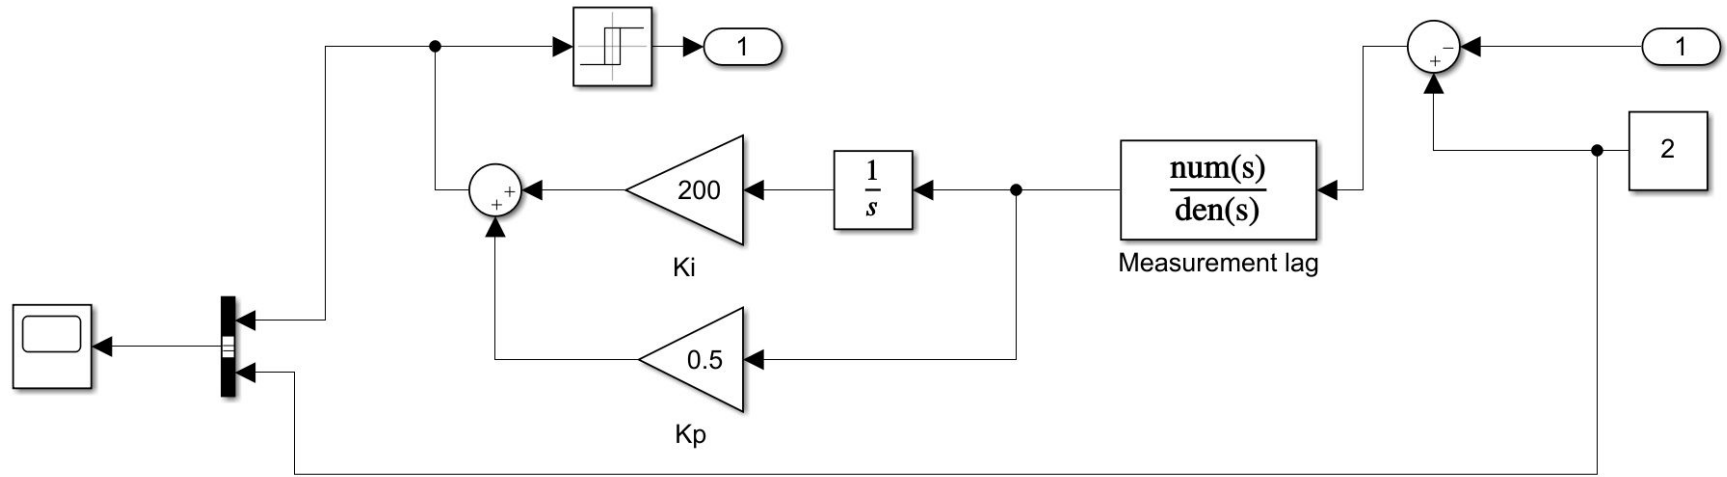 1
−
+
1
2
num(s)
den(s)
Measurement lag
1
s
200
Ki
+
+
0.5
Kp